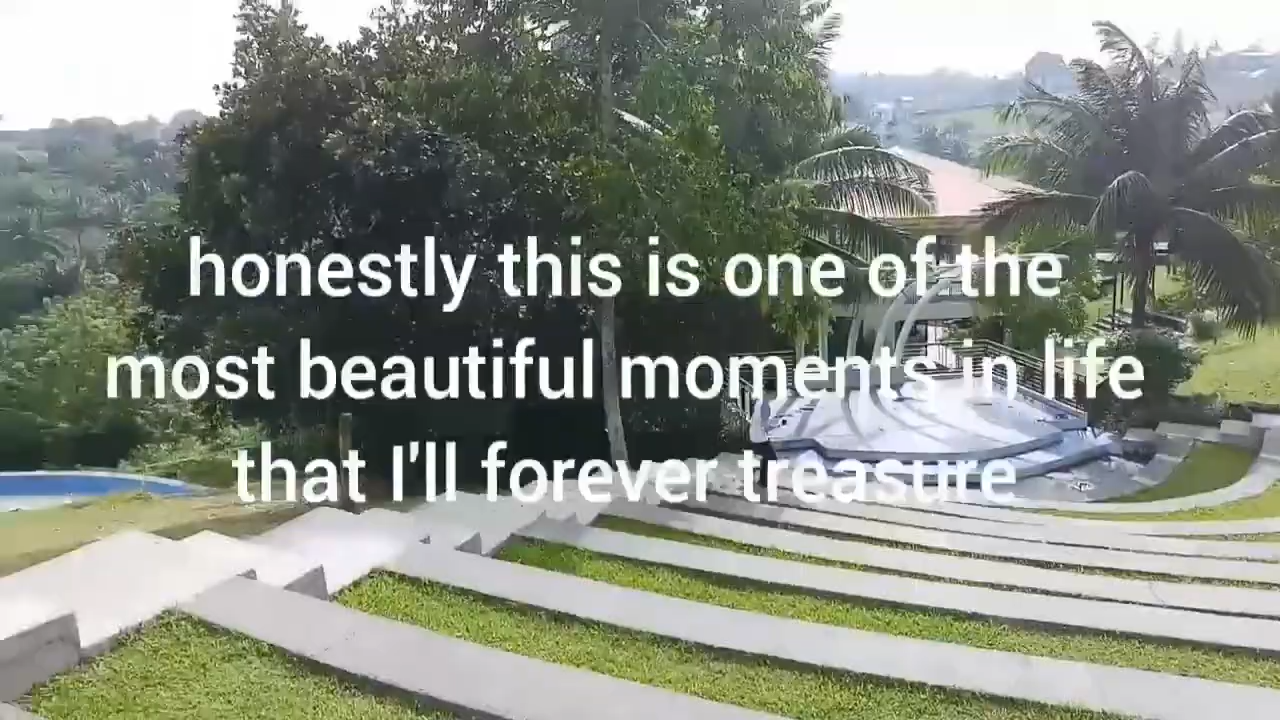 honestly this is one of the
most beautiful moments in life
that I'll forever treasure